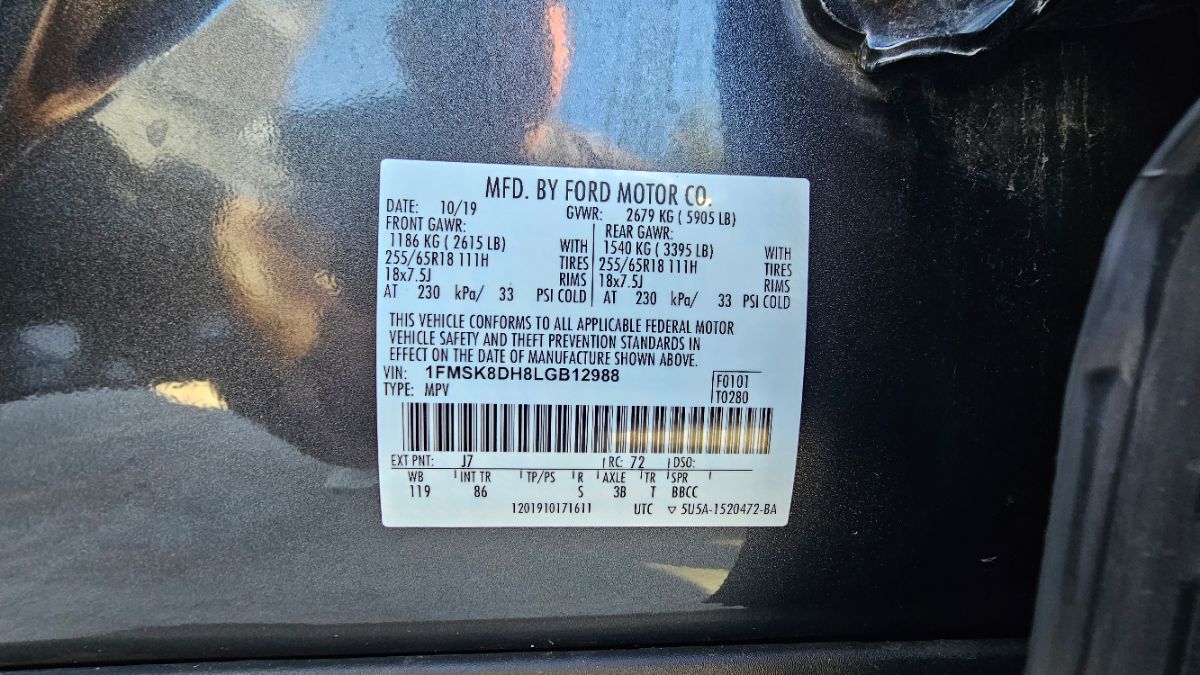 MFD. BY FORD MOTOR CO.
DATE: 10/19 GVWR: 2679 KG ( 5905 LB)
FRONT GAWR: REAR GAWR:
1186 KG ( 2615 LB) WITH 1540 KG ( 3395 LB) WITH
255/65R18 111H TIRES 255/65R18 111H TIRES
18x7.5J RIMS 18x7.5J RIMS
AT 230 kPa/ 33 PSI COLD AT 230 kPa/ 33 PSI COLD
THIS VEHICLE CONFORMS TO ALL APPLICABLE FEDERAL MOTOR
VEHICLE SAFETY AND THEFT PREVENTION STANDARDS IN
EFFECT ON THE DATE OF MANUFACTURE SHOWN ABOVE.
VIN: 1FMSK8DH8LGB12988
F0101
TYPE: MPV T0280
EXT PNT: J7 RC: 72 DSO:
WB INT TR TP/PS R AXLE TR SPR
119 86 S 3B T BBCC
1201910171611 UTC ▽ 5U5A-1520472-BA